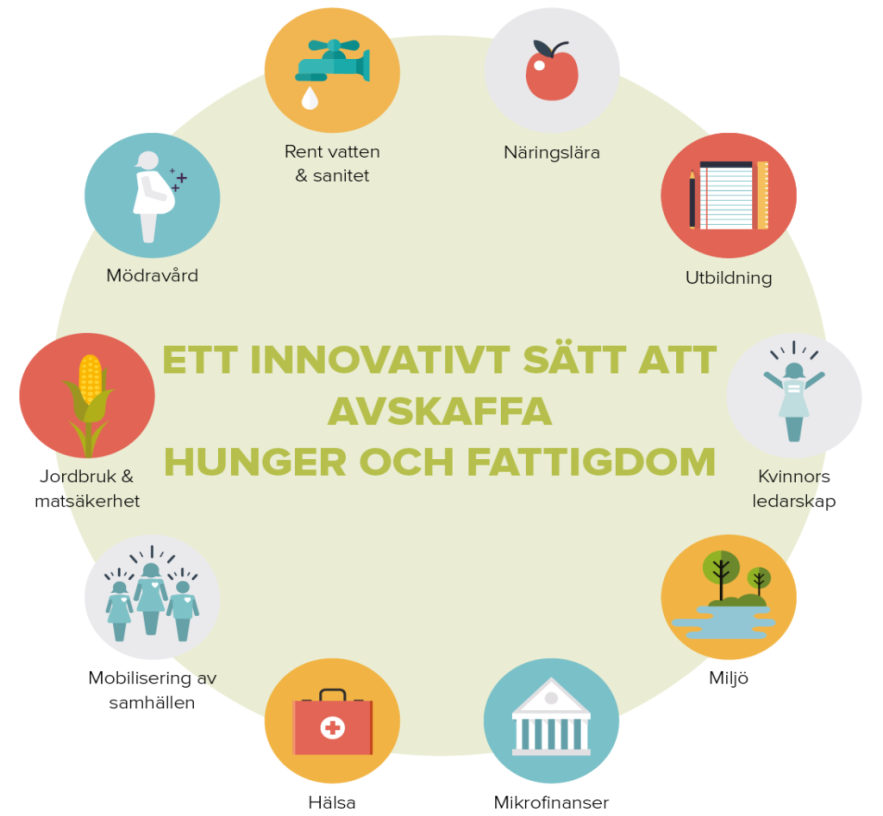 Rent vatten
& sanitet
Näringslära
Mödravård
Utbildning
ETT INNOVATIVT SÄTT ATT
AVSKAFFA
HUNGER OCH FATTIGDOM
Jordbruk &
matsäkerhet
Kvinnors
ledarskap
Mobilisering av
samhällen
Miljö
Hälsa
Mikrofinanser